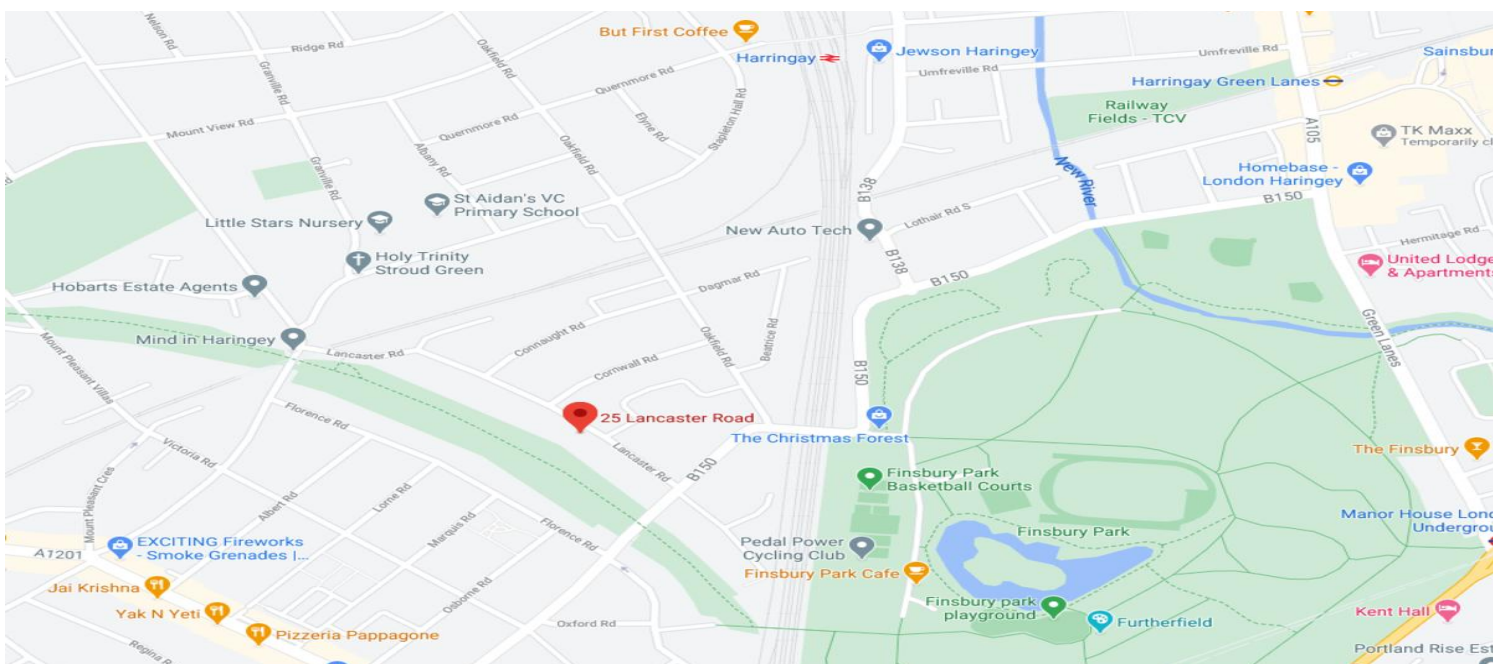 Nelson Rd
Ridge Rd
Granville Rd
Oakfield Rd
But First Coffee
Harringay
Jewson Haringey
Umfreville Rd
Sainsbur
Umfreville Rd
Harringay Green Lanes
Quernmore Rd
Railway
Fields - TCV
Mount View Rd
Quernmore Rd
Elyne Rd
Stapleton Hall Rd
A105
TK Maxx
Temporarily cl
Albany Rd
Oakfield Rd
Granville Rd
New River
Homebase -
London Haringey
B150
St Aidan's VC
Primary School
B138
Little Stars Nursery
New Auto Tech
Lothair Rd S
Hermitage Rd
Holy Trinity
Stroud Green
B138
United Lodge
& Apartments
Hobarts Estate Agents
Dagmar Rd
B150
Mind in Haringey
Lancaster Rd
Connaught Rd
Oakfield Rd
Beatrice Rd
Green Lanes
Mount Pleasant Villas
Cornwall Rd
B150
Florence Rd
25 Lancaster Road
The Christmas Forest
Victoria Rd
Lancaster Rd
B150
The Finsbury
Finsbury Park
Basketball Courts
Mount Pleasant Cres
Albert Rd
Lorne Rd
Marquis Rd
Florence Rd
Finsbury Park
Manor House Lond
Undergrou
A1201
EXCITING Fireworks
- Smoke Grenades |...
Pedal Power
Cycling Club
Finsbury Park Cafe
Jai Krishna
Yak N Yeti
Osborne Rd
Finsbury park
playground
Furtherfield
Kent Hall
Pizzeria Pappagone
Oxford Rd
Regina R
Portland Rise Est